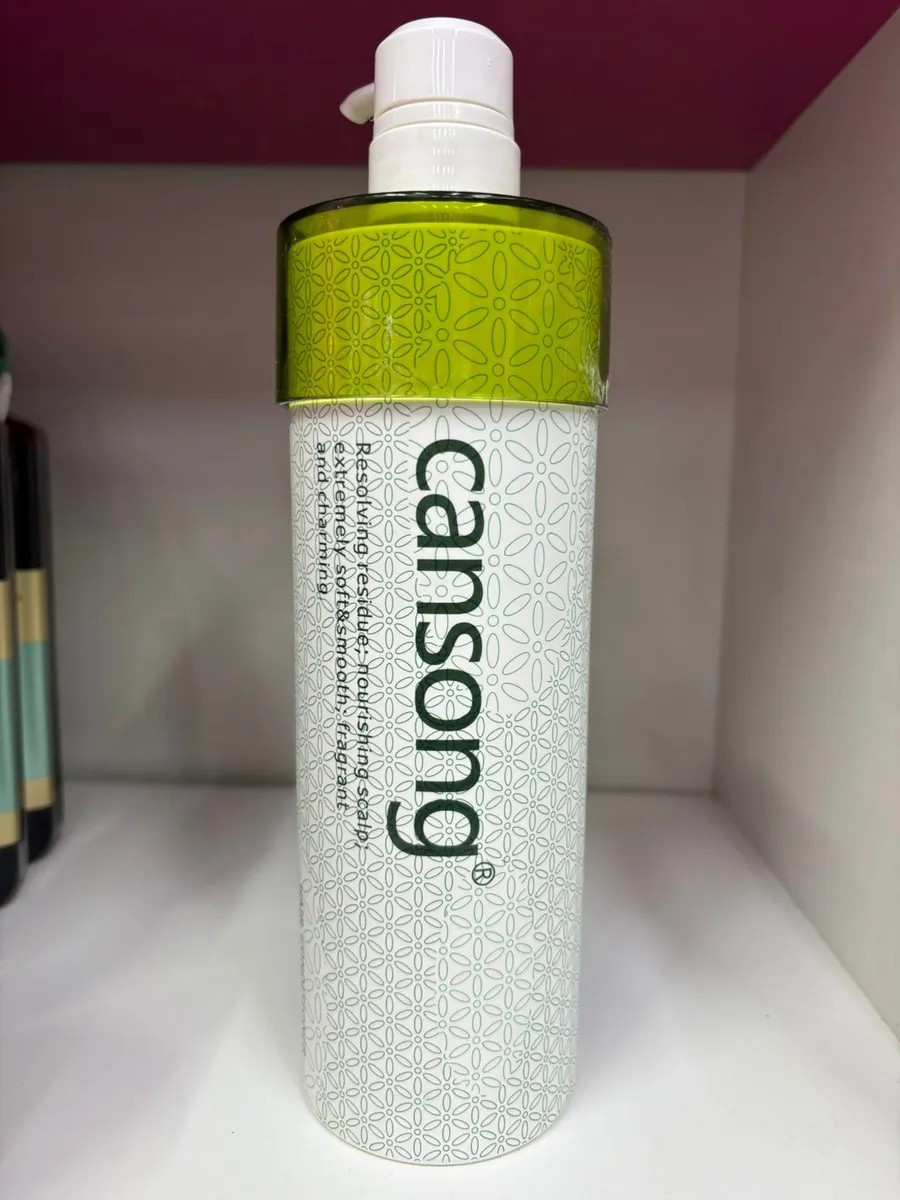 cansong®
Resolving residue; nourishing scalp;
extremely soft&smooth; fragrant
and charming.